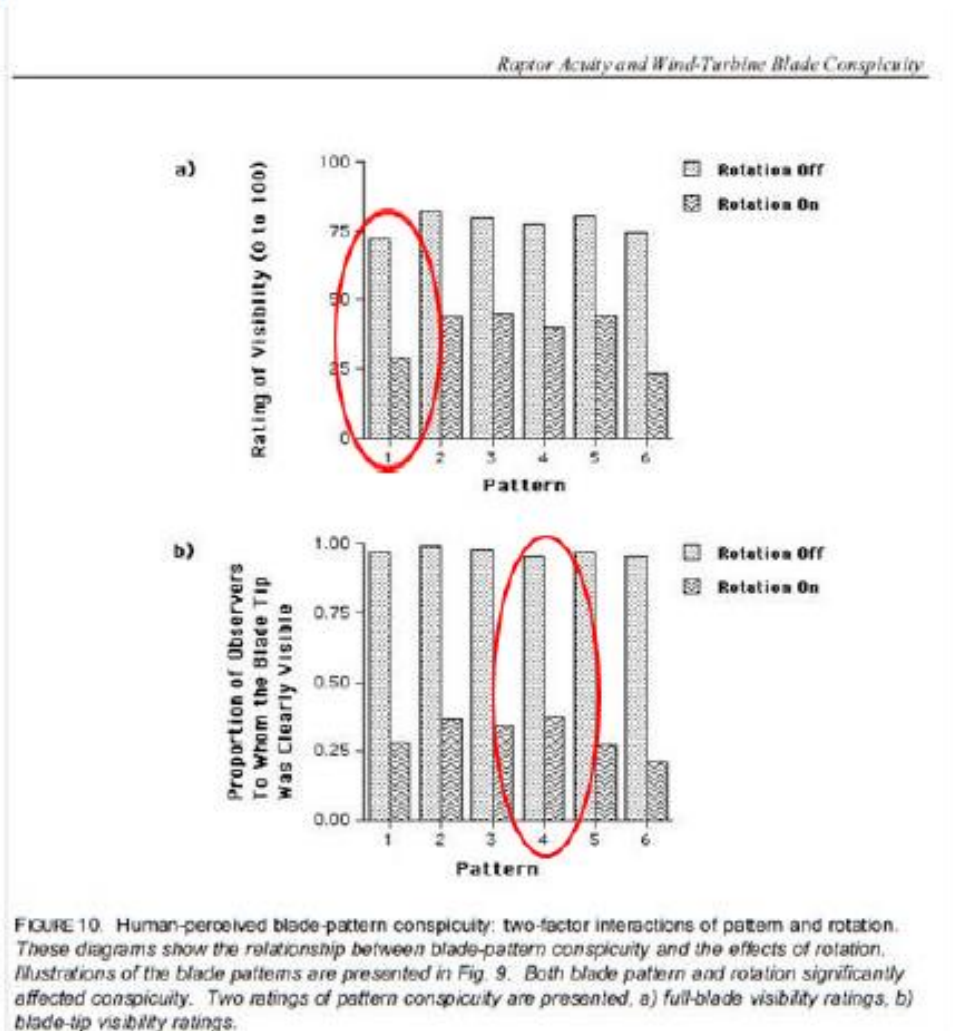 Raptor Acuity and Wind-Turbine Blade Conspicuity
a)
Rating of Visibility (0 to 100)
100
75
50
25
0
1 2 3 4 5 6
Pattern
Rotation Off
Rotation On
b)
Proportion of Observers
To Whom the Blade Tip
Was Clearly Visible
1.00
0.75
0.50
0.25
0.00
1 2 3 4 5 6
Pattern
Rotation Off
Rotation On
FIGURE 10. Human-perceived blade-pattern conspicuity: two-factor interactions of pattern and rotation.
These diagrams show the relationship between blade-pattern conspicuity and the effects of rotation.
Illustrations of the blade patterns are presented in Fig. 9. Both blade pattern and rotation significantly
affected conspicuity. Two ratings of pattern conspicuity are presented, a) full-blade visibility ratings, b)
blade-tip visibility ratings.